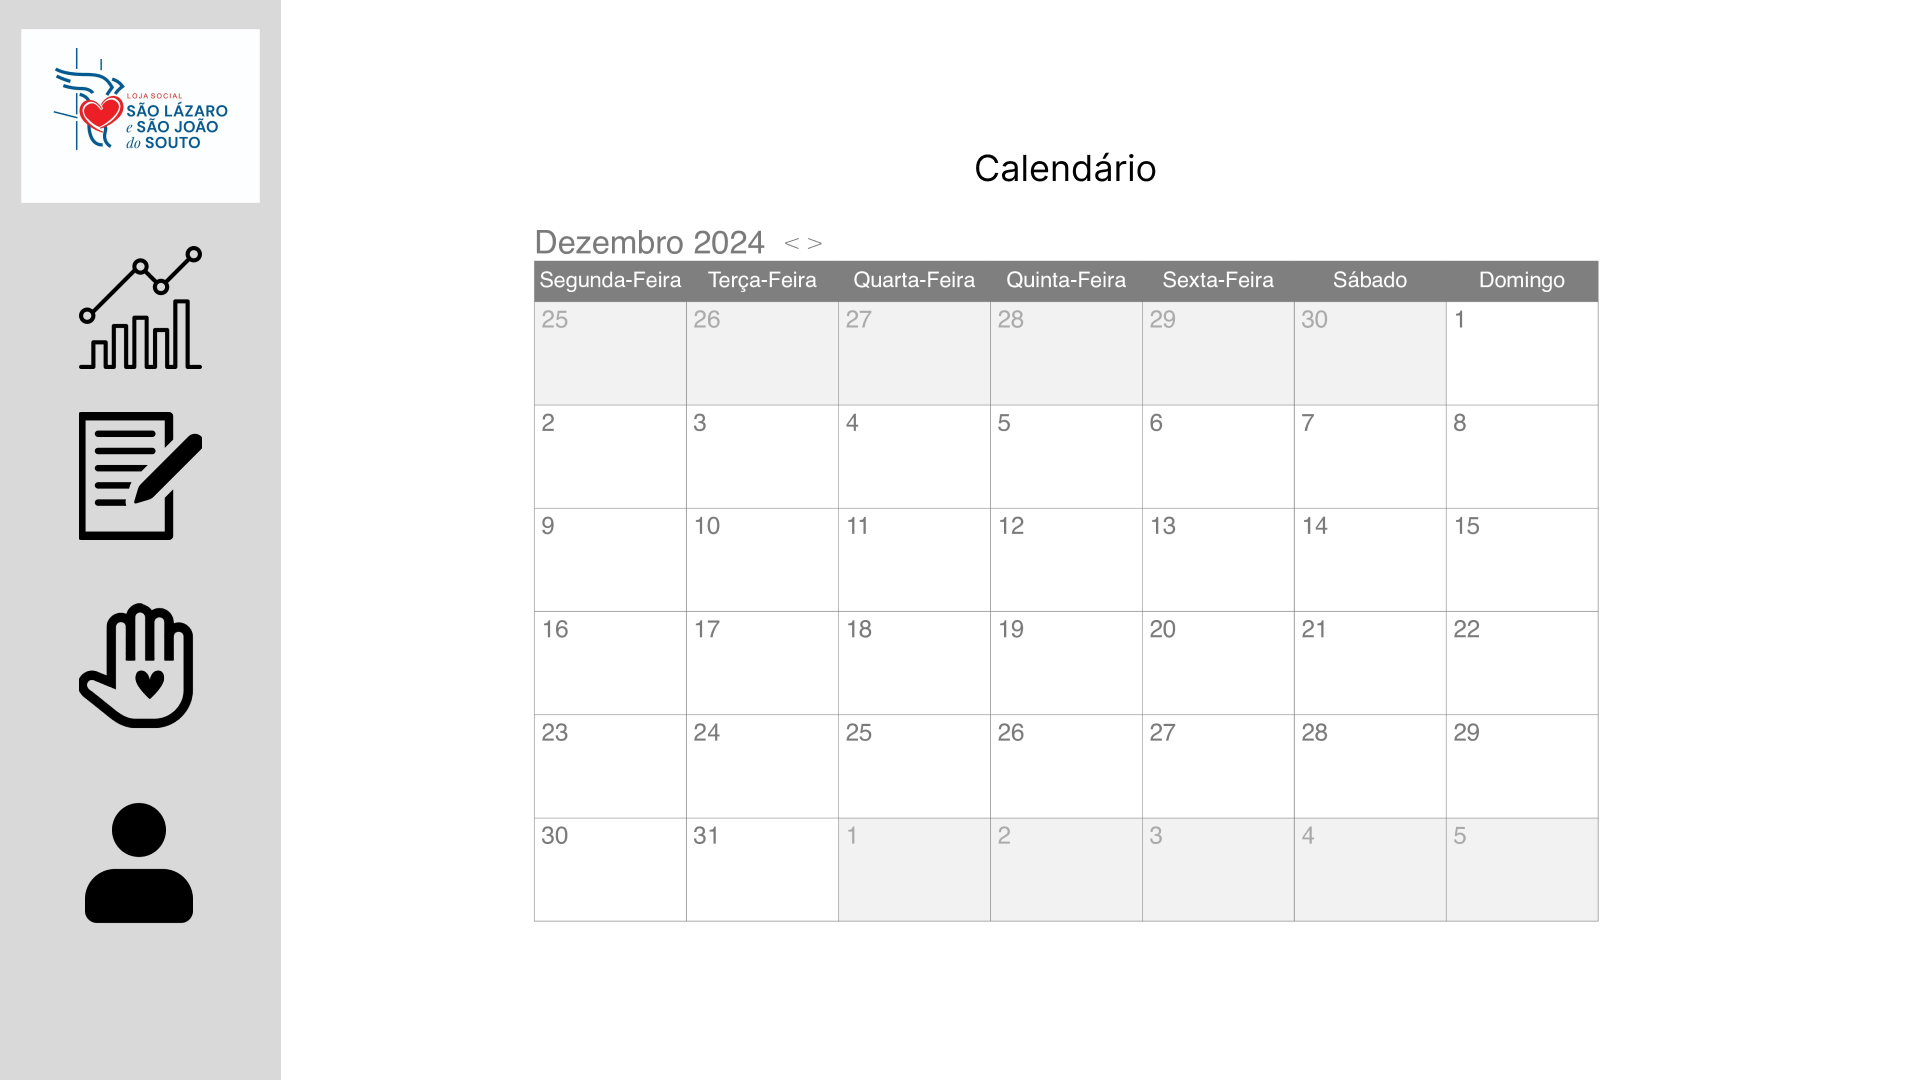 LOJA SOCIAL
SÃO LÁZARO
e SÃO JOÃO
do SOUTO
Calendário
Dezembro 2024 < >
Segunda-Feira Terça-Feira Quarta-Feira Quinta-Feira Sexta-Feira Sábado Domingo
25 26 27 28 29 30 1
2 3 4 5 6 7 8
9 10 11 12 13 14 15
16 17 18 19 20 21 22
23 24 25 26 27 28 29
30 31 1 2 3 4 5